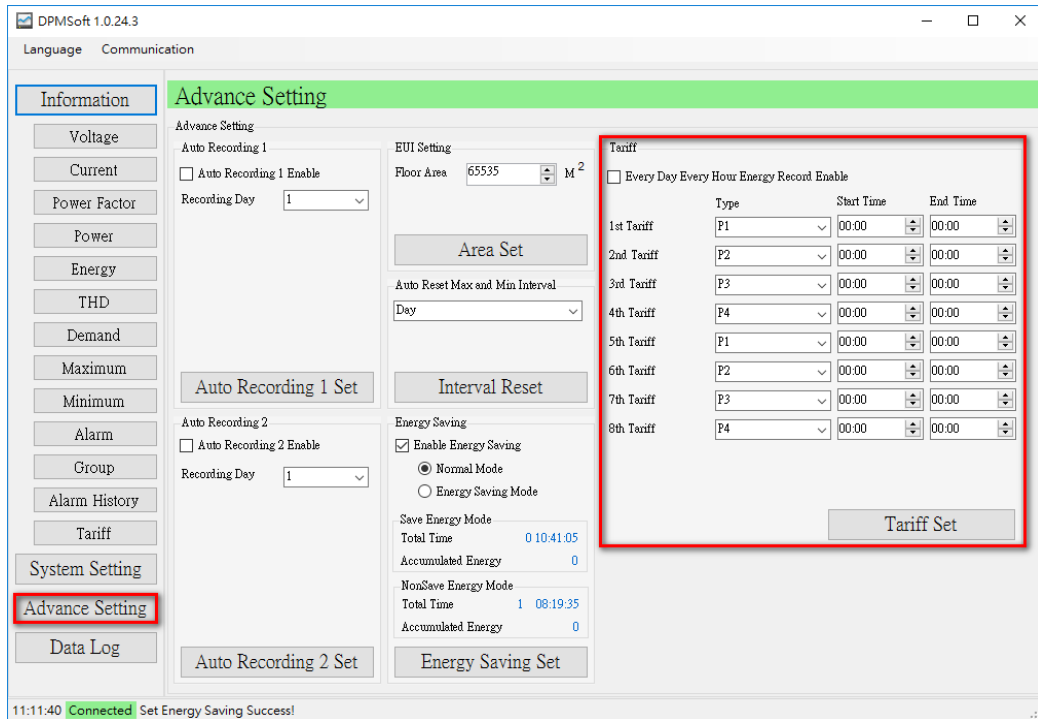 DPMSoft 1.0.24.3
Language Communication
Information
Voltage
Current
Power Factor
Power
Energy
THD
Demand
Maximum
Minimum
Alarm
Group
Alarm History
Tariff
System Setting
Advance Setting
Data Log
Advance Setting
Advance Setting
Auto Recording 1
Auto Recording 1 Enable
Recording Day 1
Auto Recording 1 Set
Auto Recording 2
Auto Recording 2 Enable
Recording Day 1
Auto Recording 2 Set
EUI Setting
Floor Area 65535 M 2
Area Set
Auto Reset Max and Min Interval
Day
Interval Reset
Energy Saving
Enable Energy Saving
Normal Mode
Energy Saving Mode
Save Energy Mode
Total Time 0 10:41:05
Accumulated Energy 0
NonSave Energy Mode
Total Time 1 08:19:35
Accumulated Energy 0
Energy Saving Set
Tariff
Every Day Every Hour Energy Record Enable
Type Start Time End Time
1st Tariff P1 00:00 00:00
2nd Tariff P2 00:00 00:00
3rd Tariff P3 00:00 00:00
4th Tariff P4 00:00 00:00
5th Tariff P1 00:00 00:00
6th Tariff P2 00:00 00:00
7th Tariff P3 00:00 00:00
8th Tariff P4 00:00 00:00
Tariff Set
11:11:40 Connected Set Energy Saving Success!